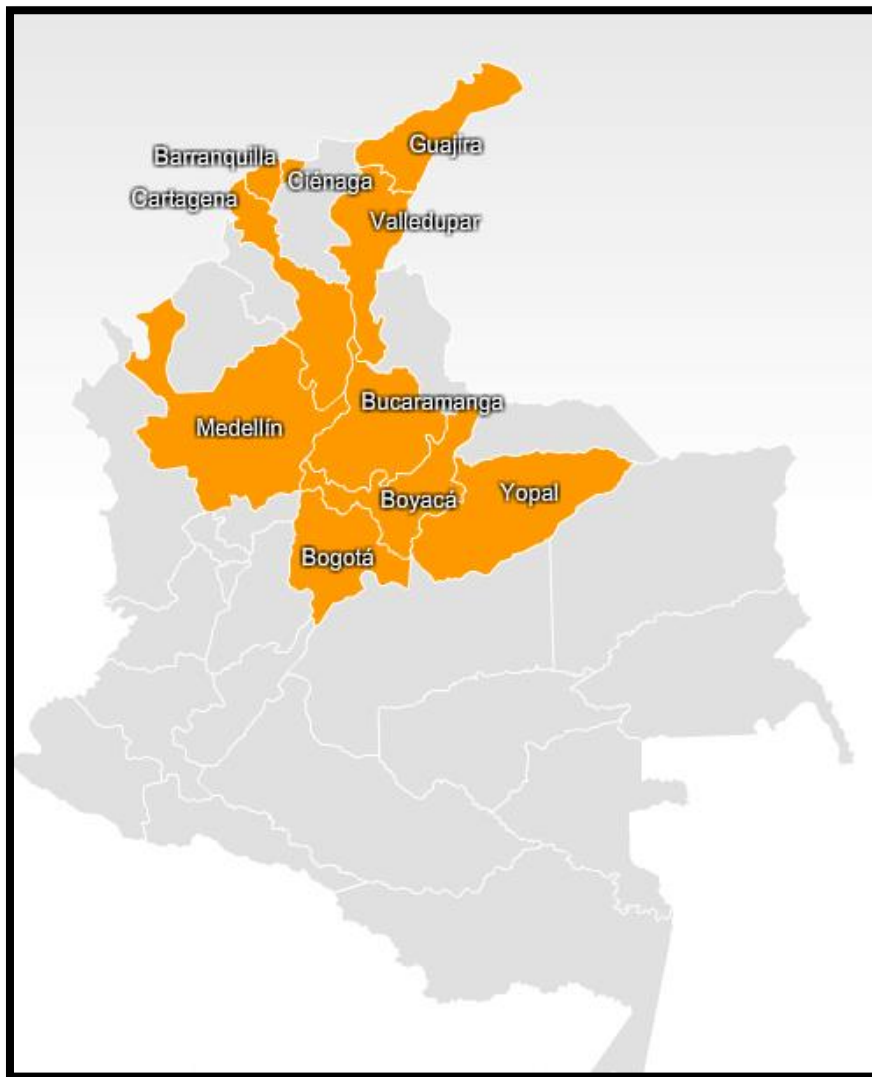 Guajira
Barranquilla
Ciénaga
Cartagena
Valledupar
Bucaramanga
Medellín
Yopal
Boyacá
Bogotá